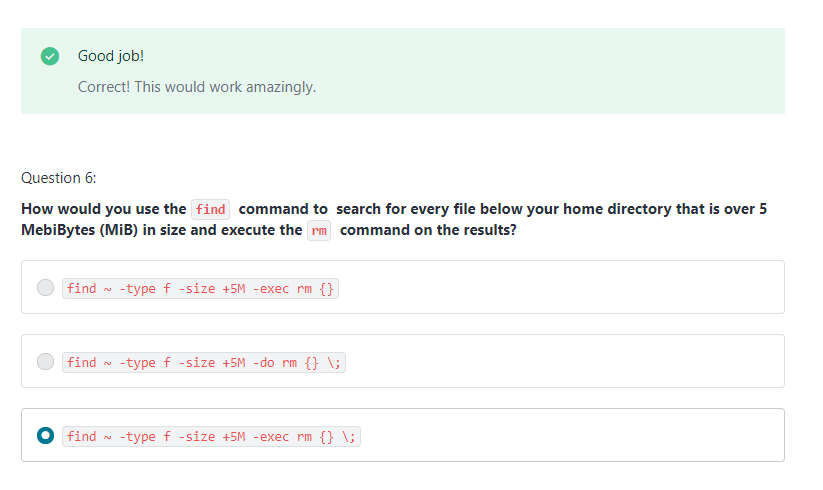 Good job!
Correct! This would work amazingly.
Question 6:
How would you use the find command to search for every file below your home directory that is over 5
MebiBytes (MiB) in size and execute the rm command on the results?
find ~ -type f -size +5M -exec rm {}
find ~ -type f -size +5M -do rm {} \;
find ~ -type f -size +5M -exec rm {} \;